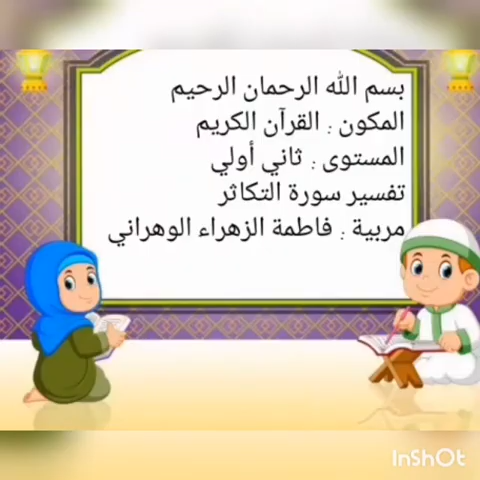 بسم الله الرحمان الرحيم
المكون : القرآن الكريم
المستوى : ثاني أولي
تفسير سورة التكاثر
مربية : فاطمة الزهراء الوهراني
InShOt